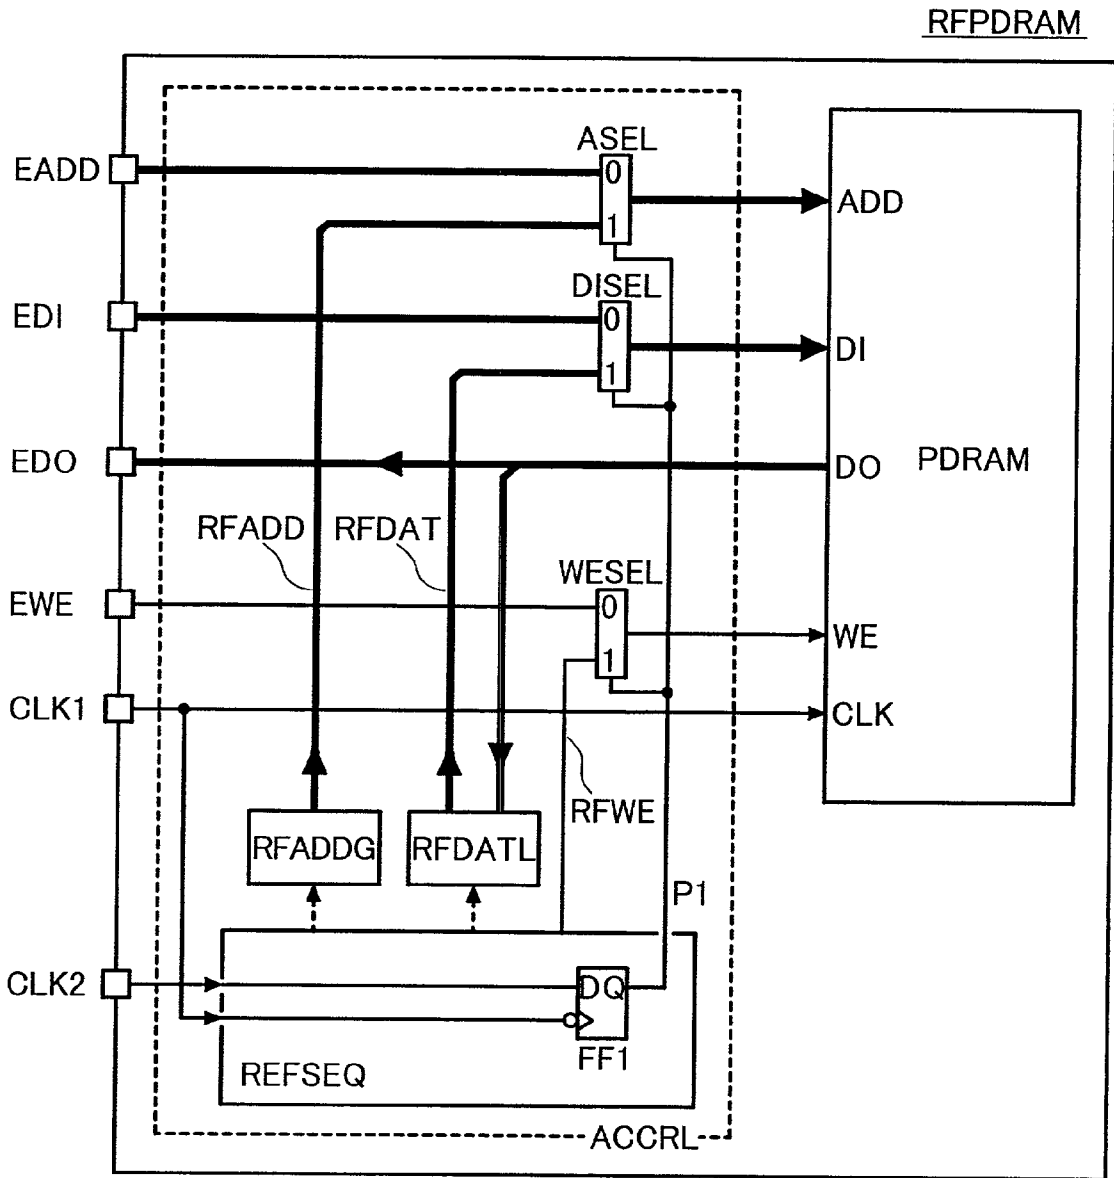 RFPDRAM
ASEL
EADD
0
ADD
1
DISEL
EDI
0
DI
1
EDO
DO
PDRAM
RFADD
RFDAT
WESEL
EWE
0
WE
1
CLK1
CLK
RFWE
RFADDG
RFDATL
P1
CLK2
DQ
FF1
REFSEQ
ACCRL